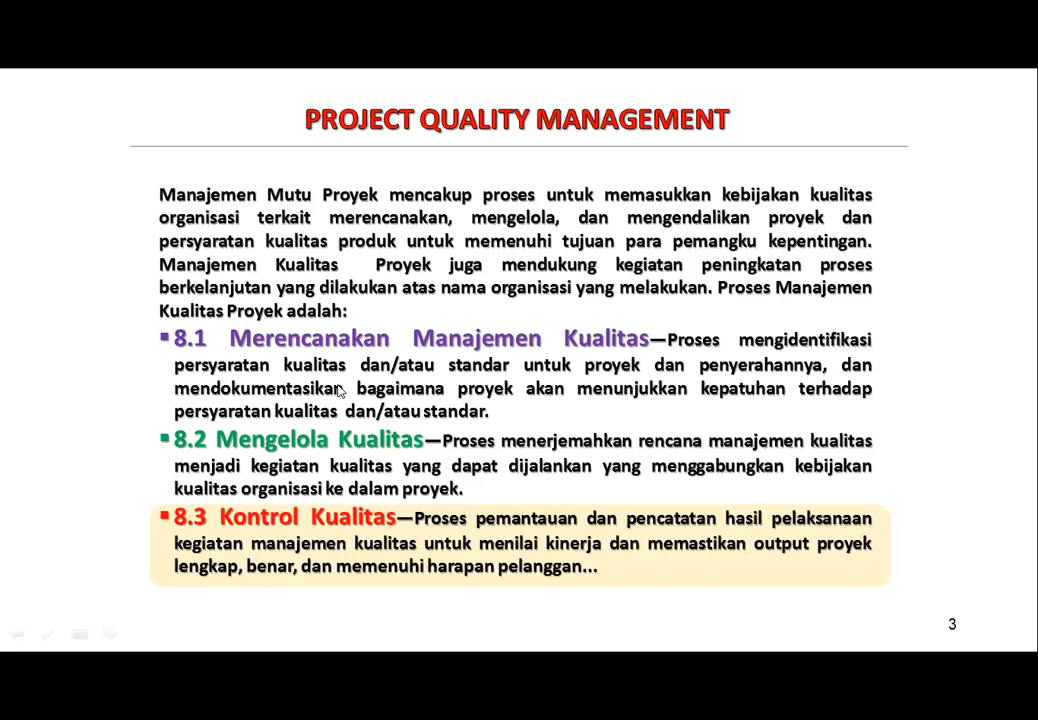 PROJECT QUALITY MANAGEMENT
Manajemen Mutu Proyek mencakup proses untuk memasukkan kebijakan kualitas
organisasi terkait merencanakan, mengelola, dan mengendalikan proyek dan
persyaratan kualitas produk untuk memenuhi tujuan para pemangku kepentingan.
Manajemen Kualitas Proyek juga mendukung kegiatan peningkatan proses
berkelanjutan yang dilakukan atas nama organisasi yang melakukan. Proses Manajemen
Kualitas Proyek adalah:
▪ 8.1 Merencanakan Manajemen Kualitas—Proses mengidentifikasi
persyaratan kualitas dan/atau standar untuk proyek dan penyerahannya, dan
mendokumentasikan bagaimana proyek akan menunjukkan kepatuhan terhadap
persyaratan kualitas dan/atau standar.
▪ 8.2 Mengelola Kualitas—Proses menerjemahkan rencana manajemen kualitas
menjadi kegiatan kualitas yang dapat dijalankan yang menggabungkan kebijakan
kualitas organisasi ke dalam proyek.
▪ 8.3 Kontrol Kualitas—Proses pemantauan dan pencatatan hasil pelaksanaan
kegiatan manajemen kualitas untuk menilai kinerja dan memastikan output proyek
lengkap, benar, dan memenuhi harapan pelanggan...
3